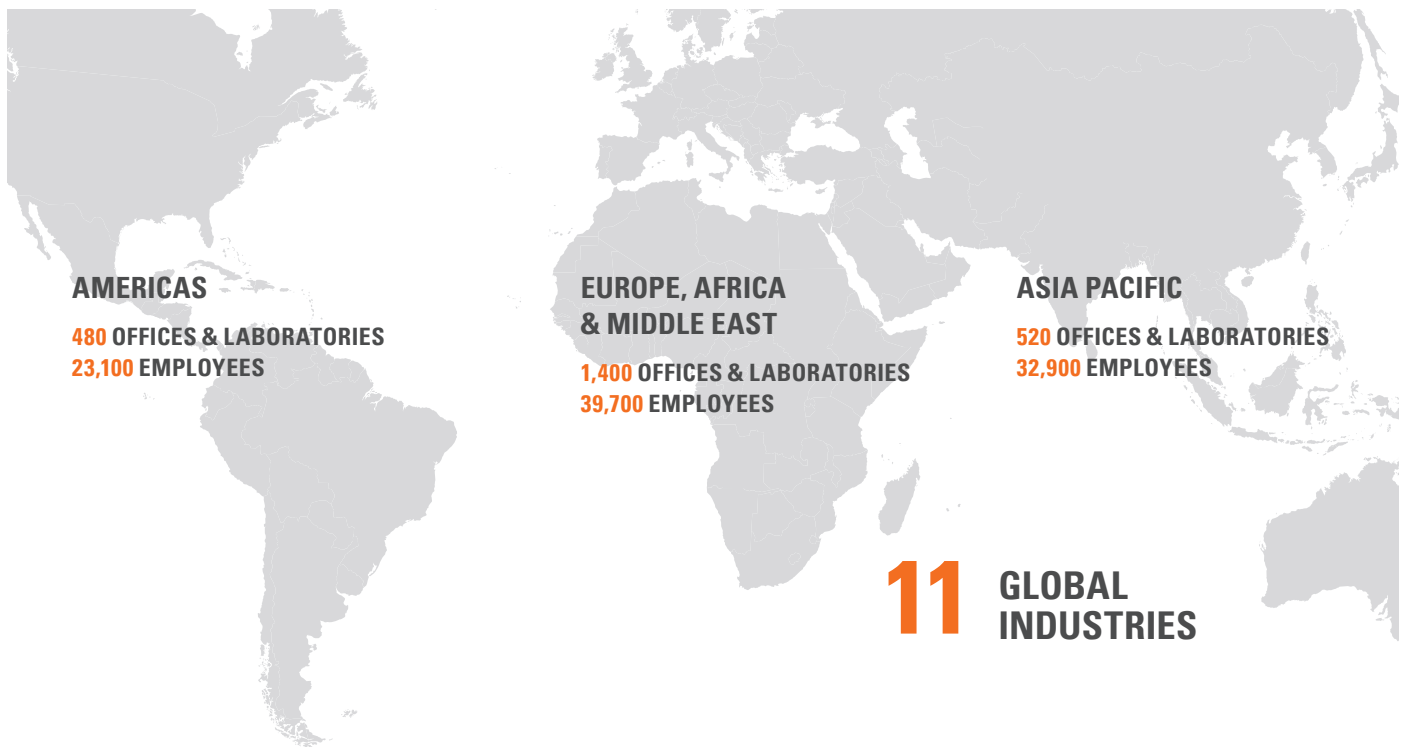 AMERICAS
480 OFFICES & LABORATORIES
23,100 EMPLOYEES
EUROPE, AFRICA
& MIDDLE EAST
1,400 OFFICES & LABORATORIES
39,700 EMPLOYEES
ASIA PACIFIC
520 OFFICES & LABORATORIES
32,900 EMPLOYEES
11 GLOBAL
INDUSTRIES